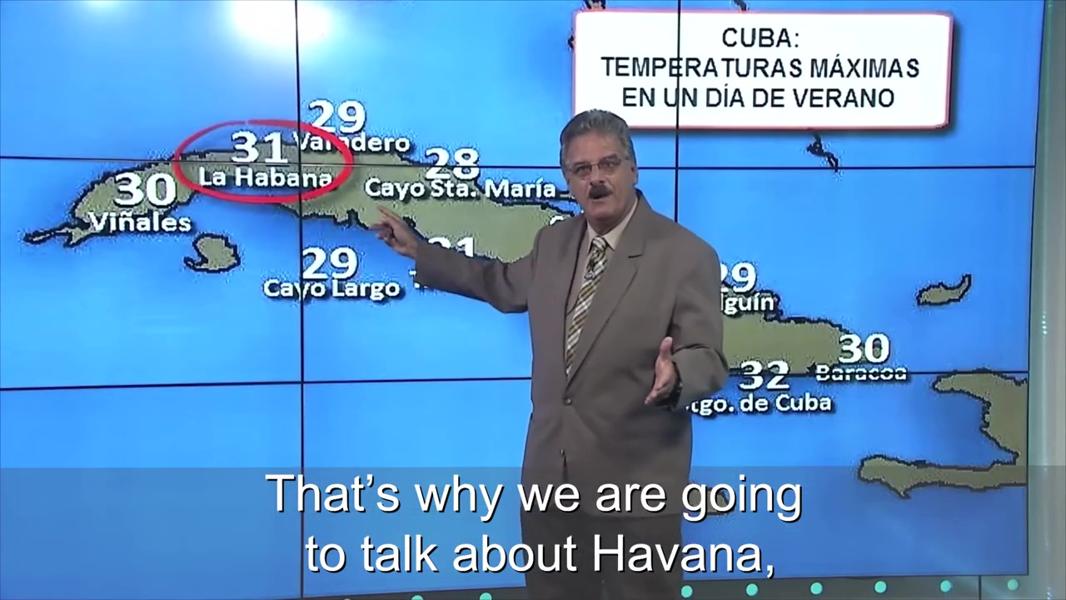 CUBA:
TEMPERATURAS MÁXIMAS
EN UN DÍA DE VERANO
29
Varadero
31
La Habana
28
Cayo Sta. María
30
Viñales
29
Cayo Largo
31
29
30
Baracoa
32
de Cuba
That's why we are going
to talk about Havana,